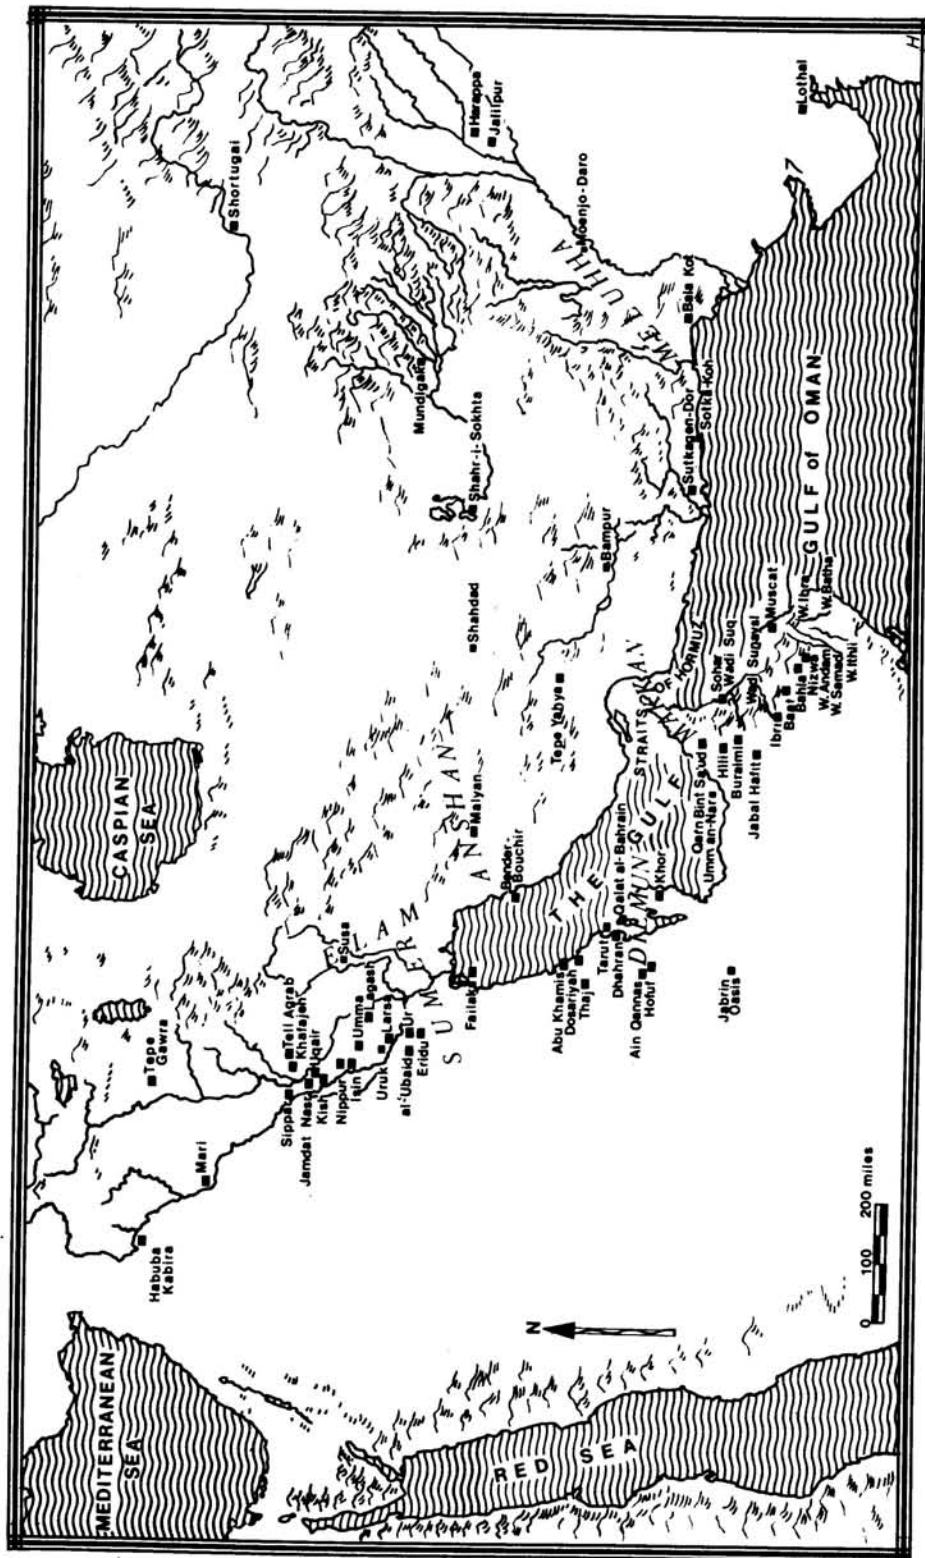 MEDITERRANEAN
SEA
CASPIAN
SEA
RED SEA
THE GULF
STRAITS OF HORMUZ
GULF of OMAN
SUMER
ELAM
ANSHAN
DILMUN
MAKAN
MELUHHA
Habuba
Kabira
Mari
Tepe
Gawra
Sippar
Jamdat Nasr
Kish
Nippur
Isin
Uruk
al-'Ubaid
Eridu
Tell Agrab
Khafajeh
Uqair
Umma
Lagash
Larsa
Ur
Susa
Failaka
Malyan
Bender-
Bouchir
Tepe Yahya
Shahdad
Shahr-i-Sokhta
Mundigak
Shortugai
Bampur
Sutkagen-Dor
Sotka-Koh
Bala Kot
Moenjo-Daro
Harappa
Jalilpur
Lothal
Abu Khamis
Dosariyah
Thaj
Tarut
Dhahran
Qalat al-Bahrain
Ain Qannas
Hofuf
al Khor
Jabrin
Oasis
Qarn Bint Saud
Umm an-Nar
Hili
Buraimi
Jabal Hafit
Sohar
Wadi Suq
Ibri
Bat
Bahla
Nizwa
W. Andam
W. Samad
W. Ithli
Muscat
W. Ibra
W. Batha
N
0 100 200 miles
H